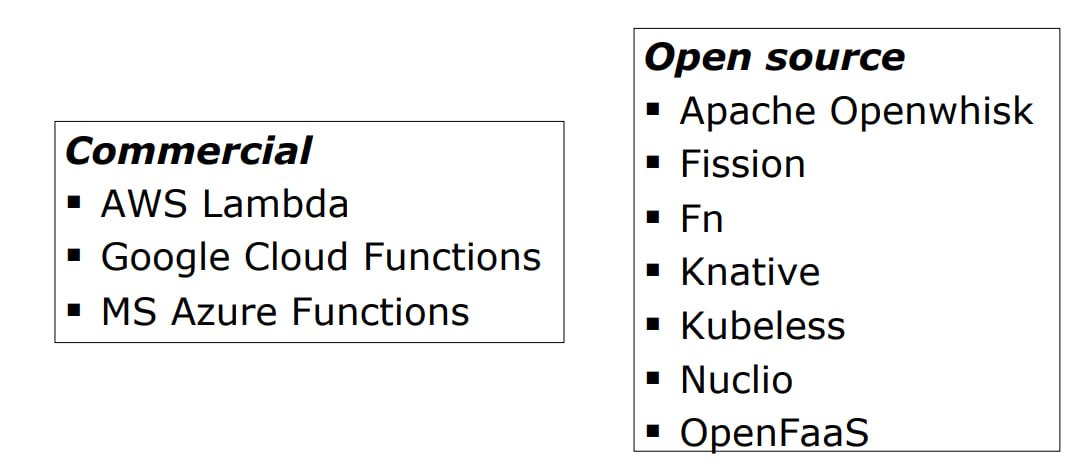 Commercial
▪ AWS Lambda
▪ Google Cloud Functions
▪ MS Azure Functions
Open source
▪ Apache Openwhisk
▪ Fission
▪ Fn
▪ Knative
▪ Kubeless
▪ Nuclio
▪ OpenFaaS